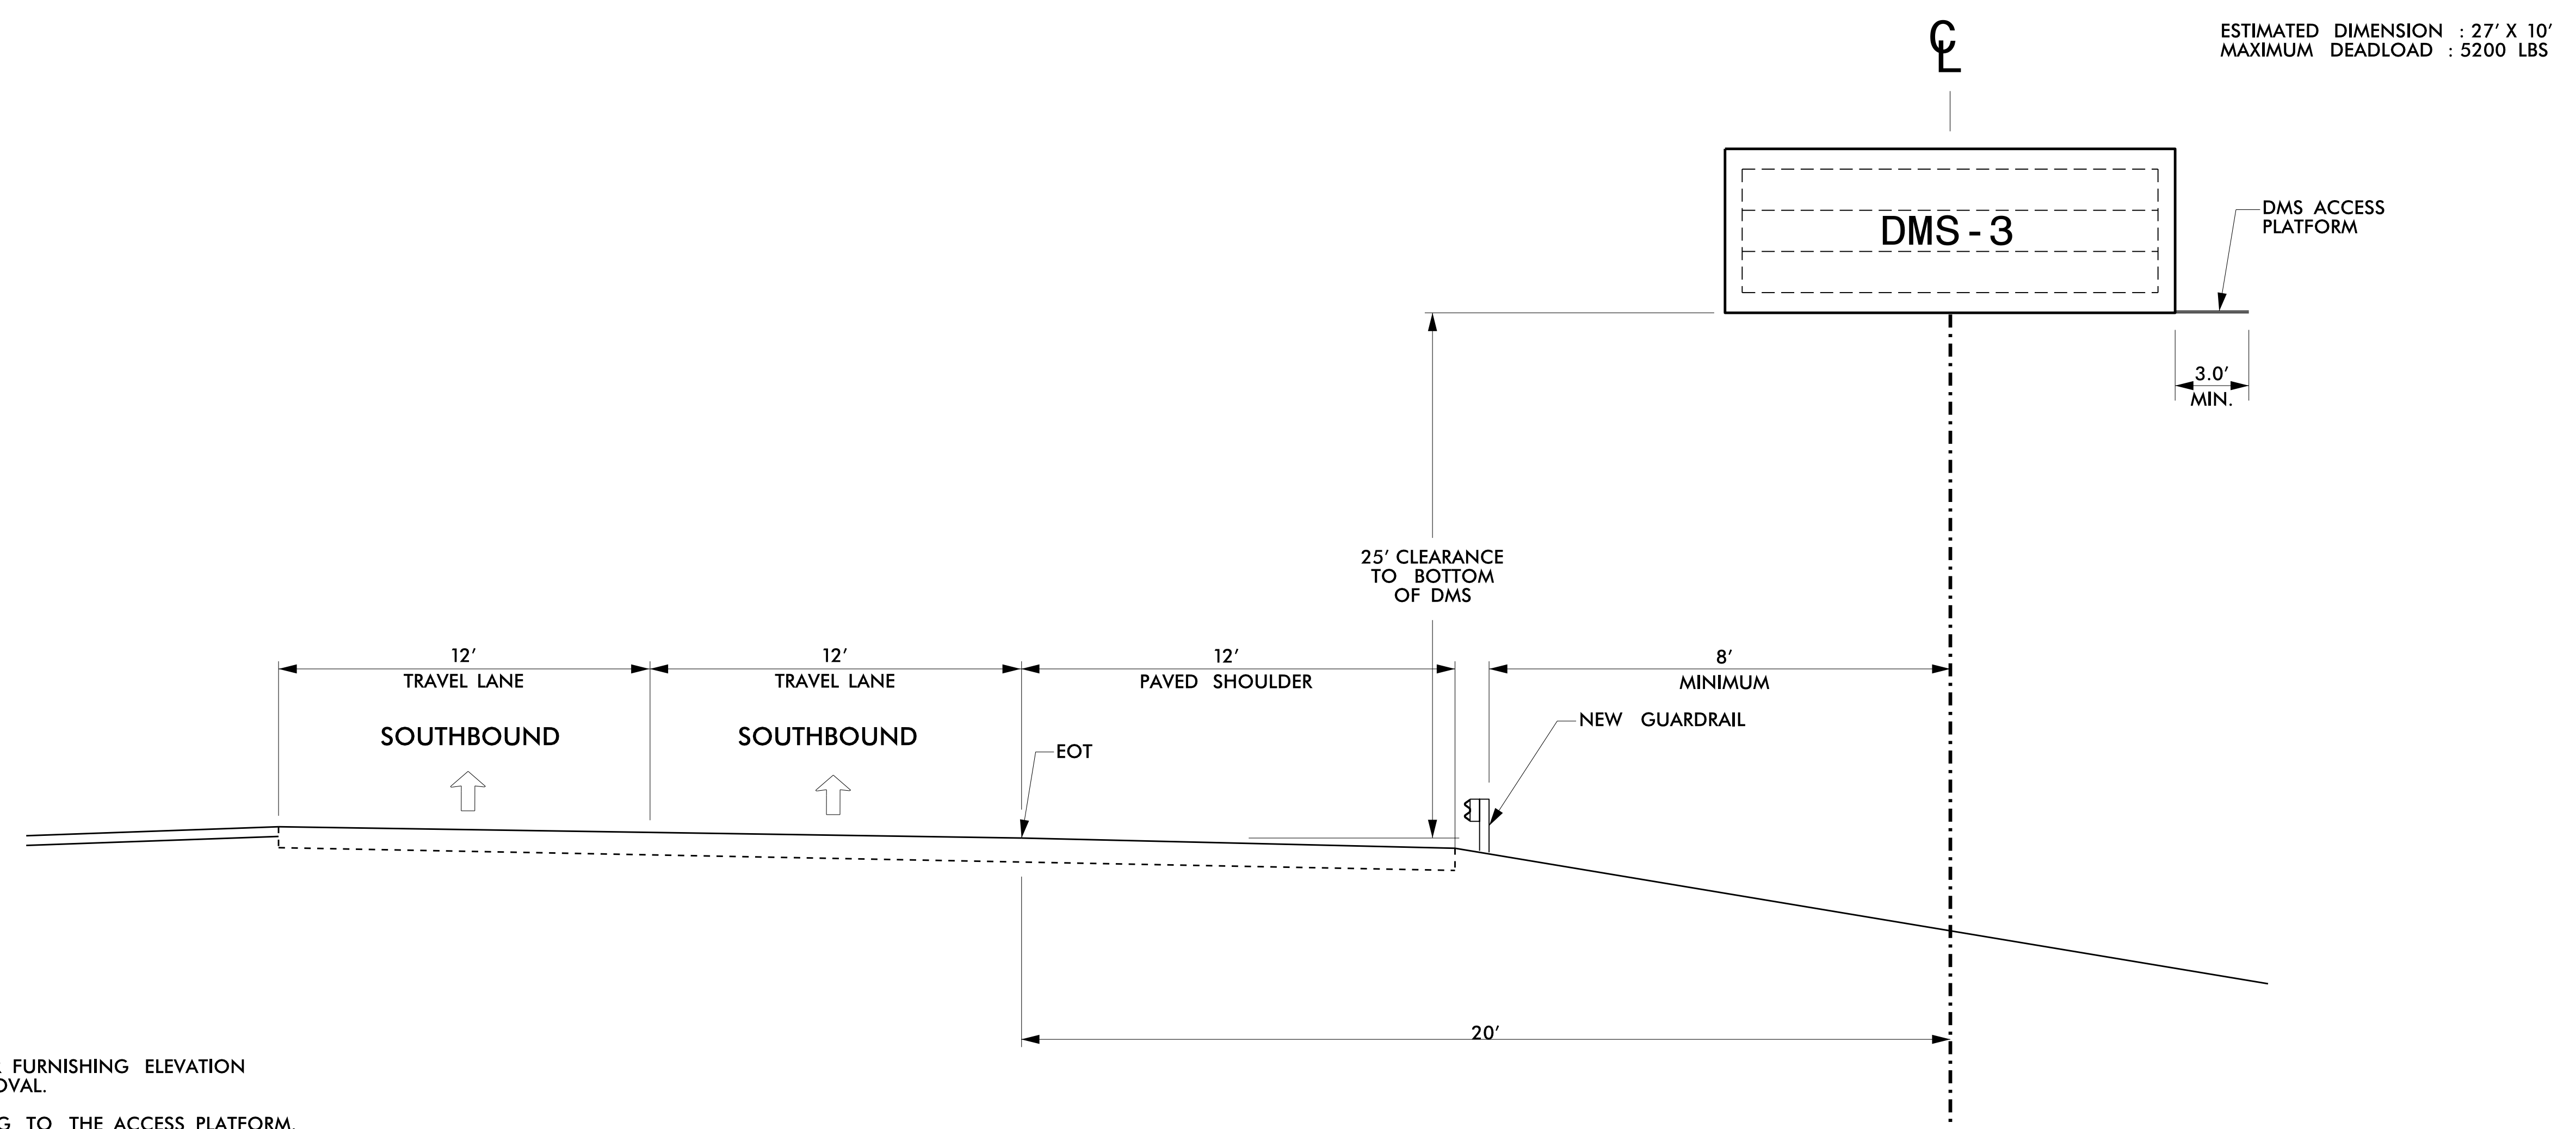 ℄
ESTIMATED DIMENSION : 27' X 10'
MAXIMUM DEADLOAD : 5200 LBS
DMS-3
DMS ACCESS
PLATFORM
3.0'
MIN.
25' CLEARANCE
TO BOTTOM
OF DMS
12'
TRAVEL LANE
12'
TRAVEL LANE
12'
PAVED SHOULDER
8'
MINIMUM
SOUTHBOUND
SOUTHBOUND
NEW GUARDRAIL
EOT
20'
FURNISHING ELEVATION
TO THE ACCESS PLATFORM.